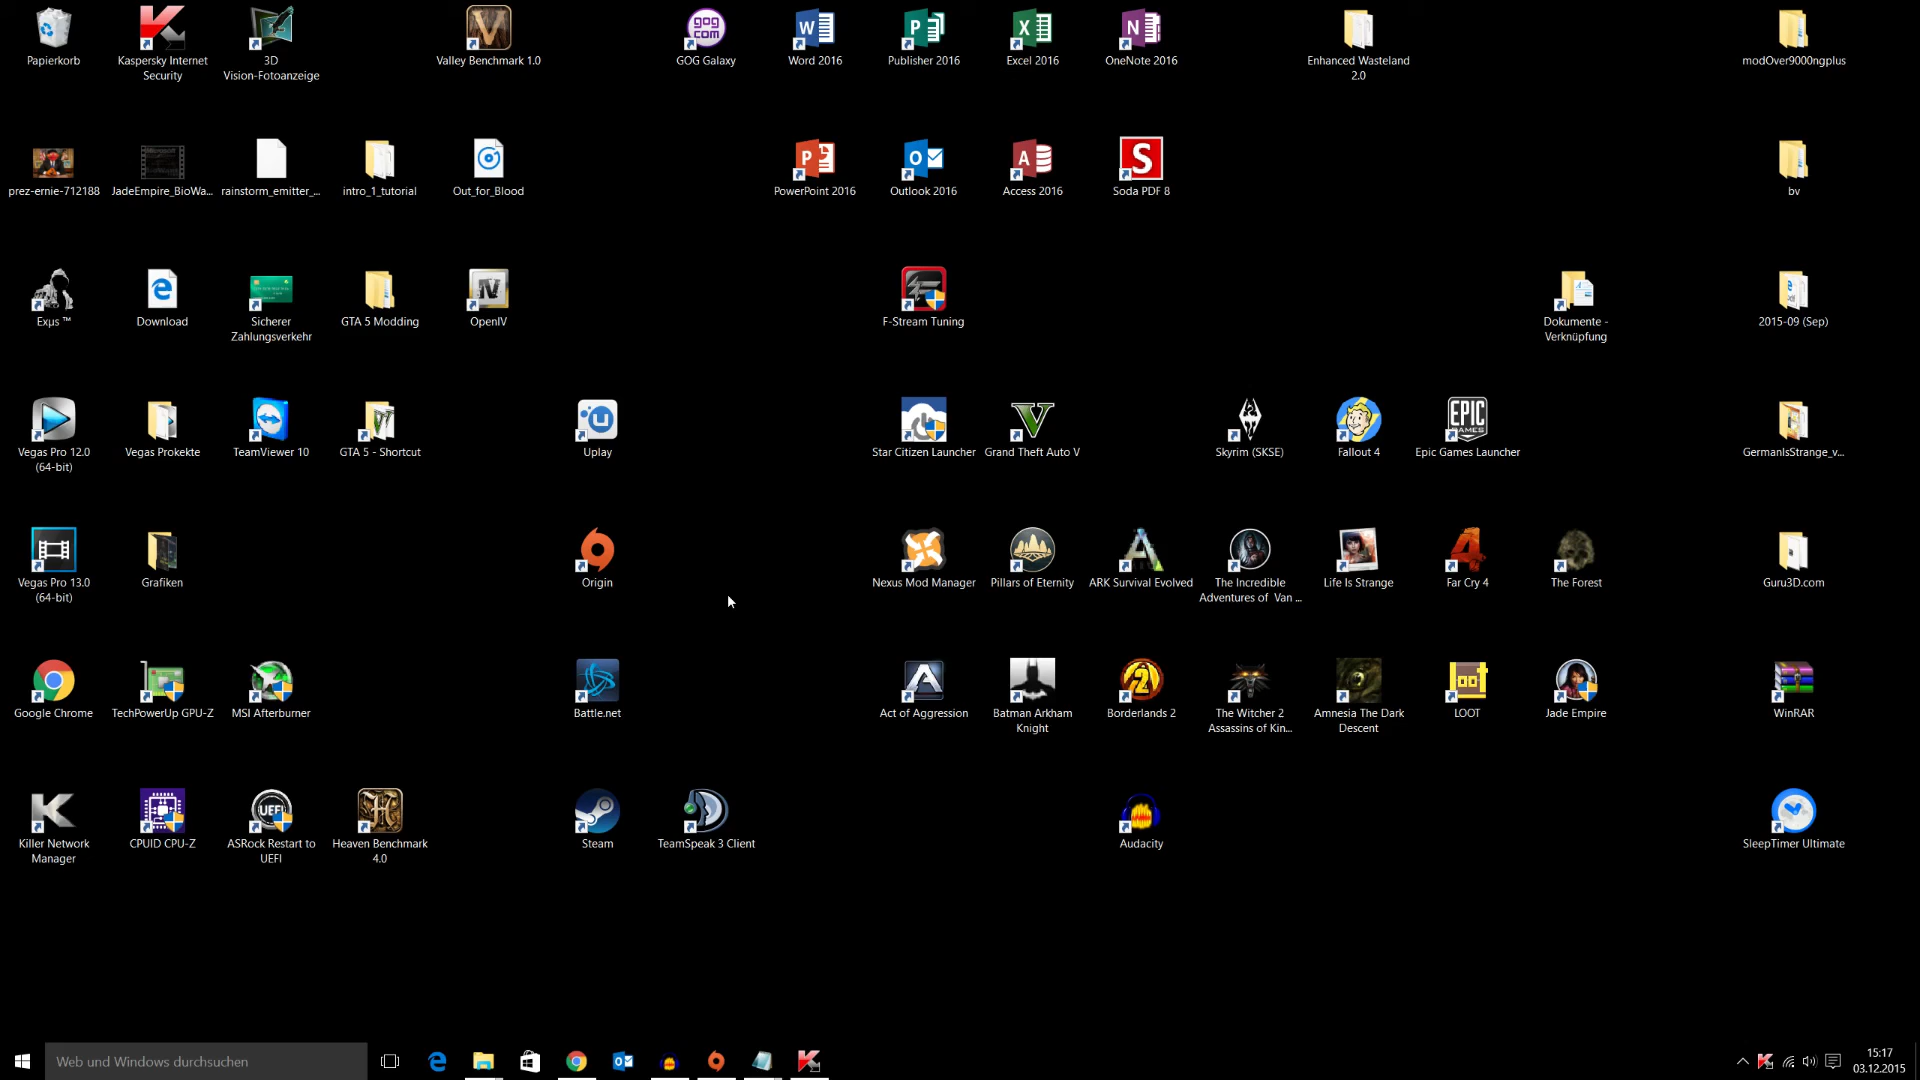 Papierkorb
Kaspersky Internet
Security
3D
Vision-Fotoanzeige
Valley Benchmark 1.0
GOG Galaxy
Word 2016
Publisher 2016
Excel 2016
OneNote 2016
Enhanced Wasteland
2.0
modOver9000ngplus
prez-ernie-712188
JadeEmpire_BioWa...
rainstorm_emitter_...
intro_1_tutorial
Out_for_Blood
PowerPoint 2016
Outlook 2016
Access 2016
Soda PDF 8
bv
Exµs ™
Download
Sicherer
Zahlungsverkehr
GTA 5 Modding
OpenIV
F-Stream Tuning
Dokumente -
Verknüpfung
2015-09 (Sep)
Vegas Pro 12.0
(64-bit)
Vegas Prokekte
TeamViewer 10
GTA 5 - Shortcut
Uplay
Star Citizen Launcher
Grand Theft Auto V
Skyrim (SKSE)
Fallout 4
EPIC
GAMES
Epic Games Launcher
GermanIsStrange_v...
Vegas Pro 13.0
(64-bit)
Grafiken
Origin
Nexus Mod Manager
Pillars of Eternity
ARK Survival Evolved
The Incredible
Adventures of Van ...
Life Is Strange
Far Cry 4
The Forest
Guru3D.com
Google Chrome
TechPowerUp GPU-Z
MSI Afterburner
Battle.net
Act of Aggression
Batman Arkham
Knight
Borderlands 2
The Witcher 2
Assassins of Kin...
Amnesia The Dark
Descent
LOOT
Jade Empire
WinRAR
Killer Network
Manager
CPUID CPU-Z
UEFI
ASRock Restart to
UEFI
Heaven Benchmark
4.0
Steam
TeamSpeak 3 Client
Audacity
SleepTimer Ultimate
Web und Windows durchsuchen
15:17
03.12.2015